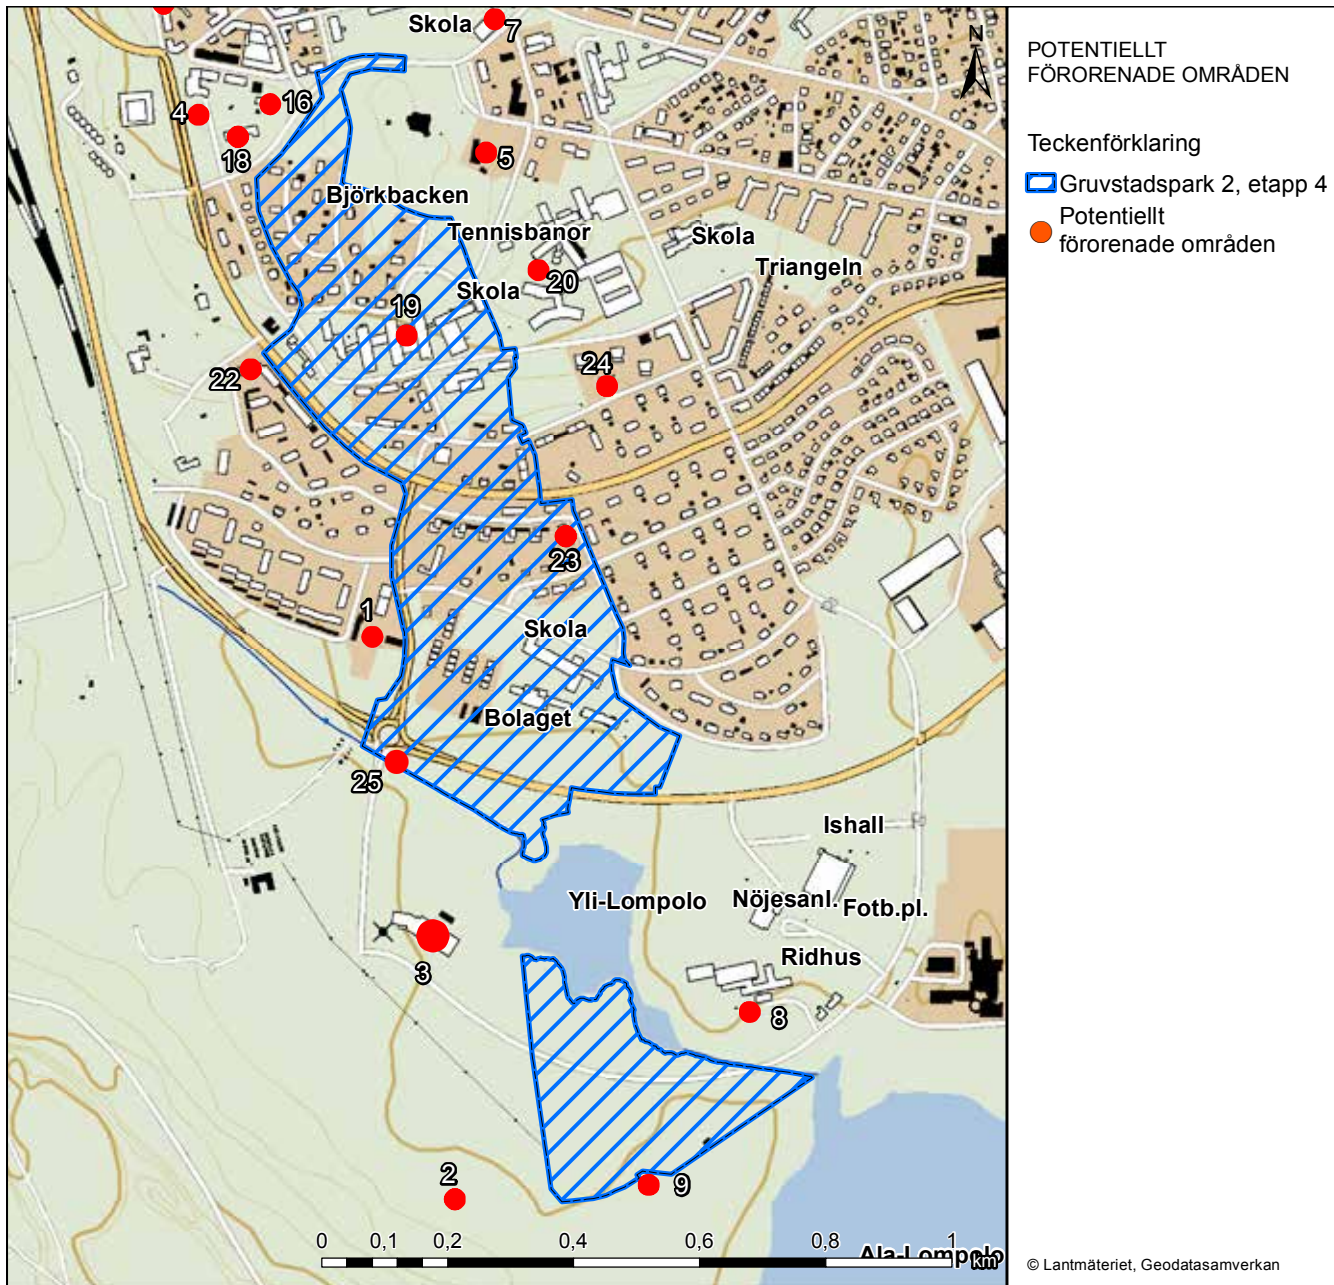 Skola
7
N
POTENTIELLT
FÖRORENADE OMRÅDEN
Teckenförklaring
Gruvstadspark 2, etapp 4
Potentiellt
förorenade områden
4
16
18
5
Björkbacken
Tennisbanor
Skola
Triangeln
20
Skola
19
22
24
23
1
Skola
Bolaget
25
Ishall
Yli-Lompolo
Nöjesanl.
Fotb.pl.
Ridhus
3
8
2
9
0 0,1 0,2 0,4 0,6 0,8 1
km
Ala-Lompolo
© Lantmäteriet, Geodatasamverkan